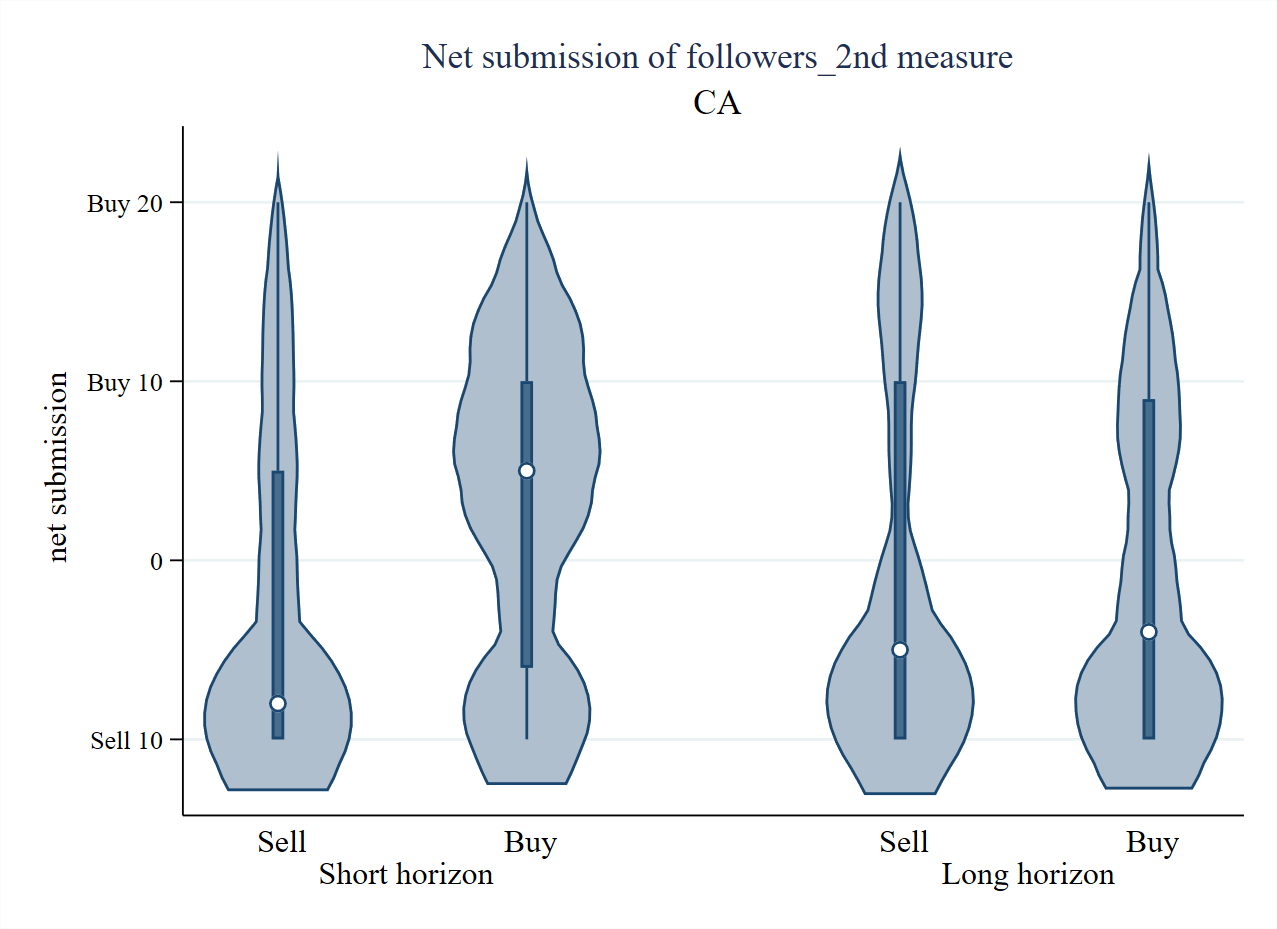 Net submission of followers_2nd measure
CA
net submission
Buy 20
Buy 10
0
Sell 10
Sell Buy Sell Buy
Short horizon Long horizon